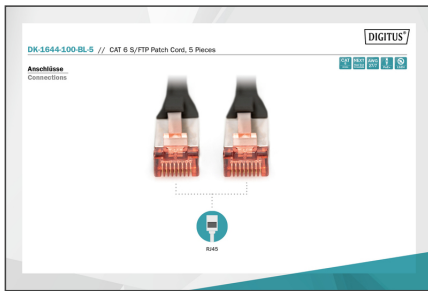 DIGITUS®
DK-1644-100-BL-5 // CAT 6 S/FTP Patch Cord, 5 Pieces
Anschlüsse
Connections
RJ45